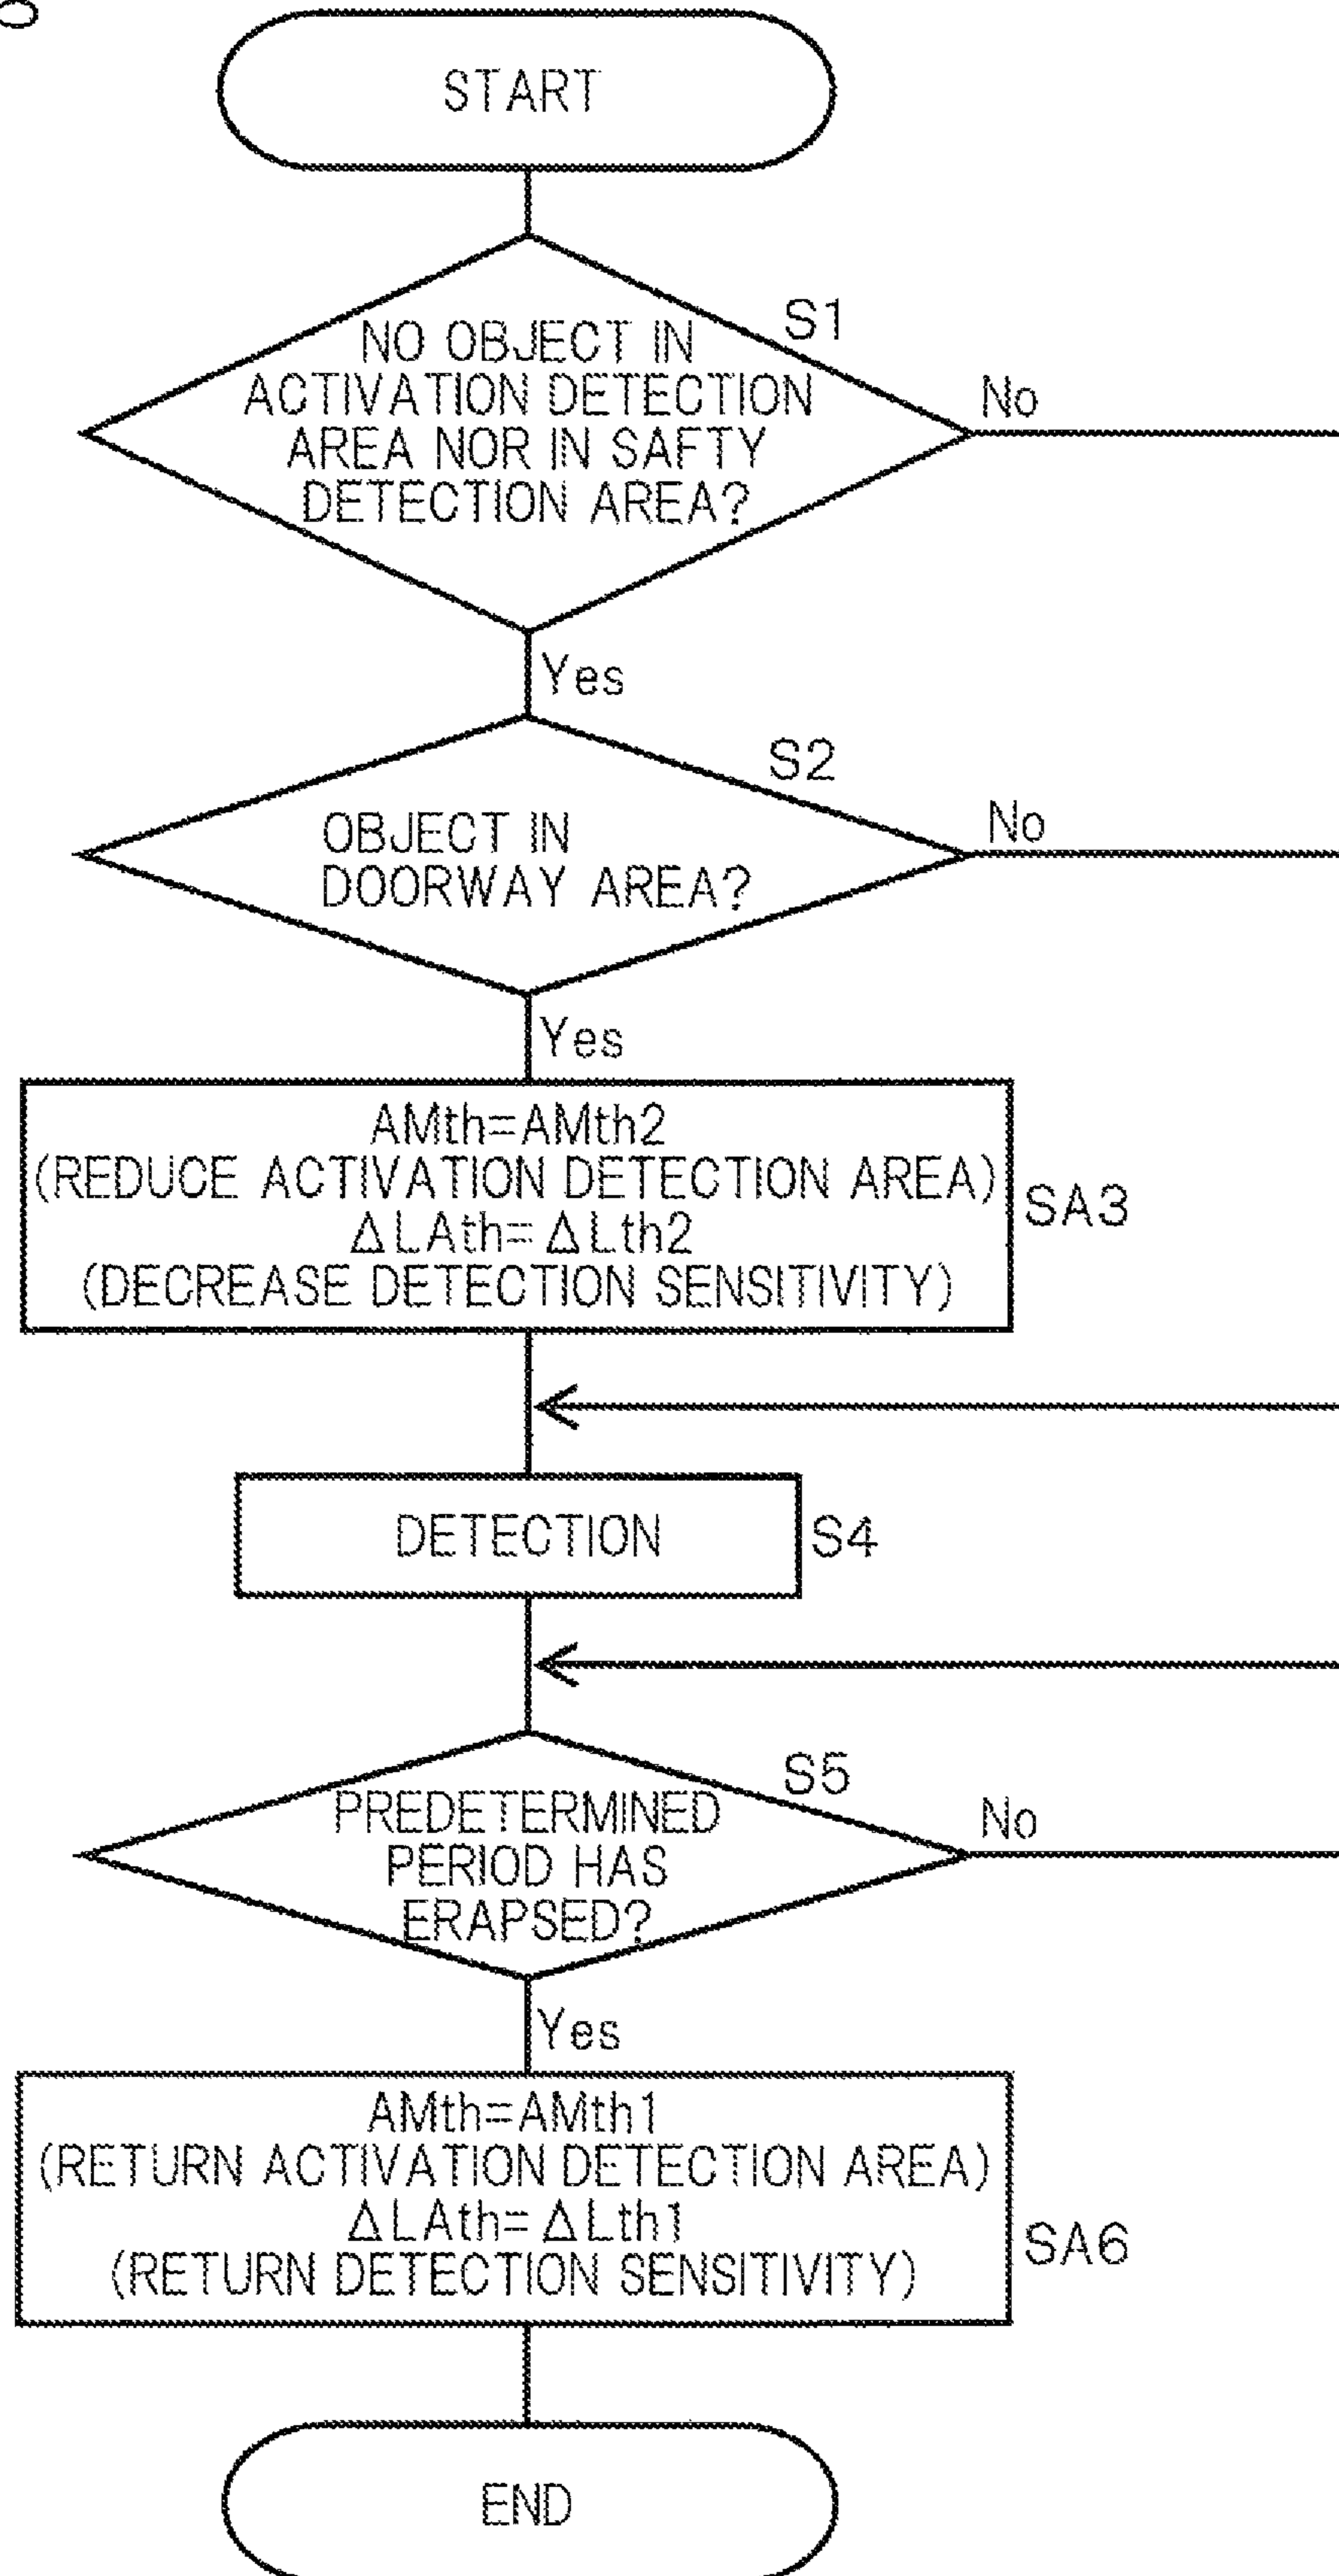 START
S1
NO OBJECT IN
ACTIVATION DETECTION
AREA NOR IN SAFTY
DETECTION AREA?
No
Yes
S2
OBJECT IN
DOORWAY AREA?
No
Yes
AMth=AMth2
(REDUCE ACTIVATION DETECTION AREA)
ΔLAth=ΔLth2
(DECREASE DETECTION SENSITIVITY)
SA3
DETECTION
S4
S5
PREDETERMINED
PERIOD HAS
ERAPSED?
No
Yes
AMth=AMth1
(RETURN ACTIVATION DETECTION AREA)
ΔLAth=ΔLth1
(RETURN DETECTION SENSITIVITY)
SA6
END